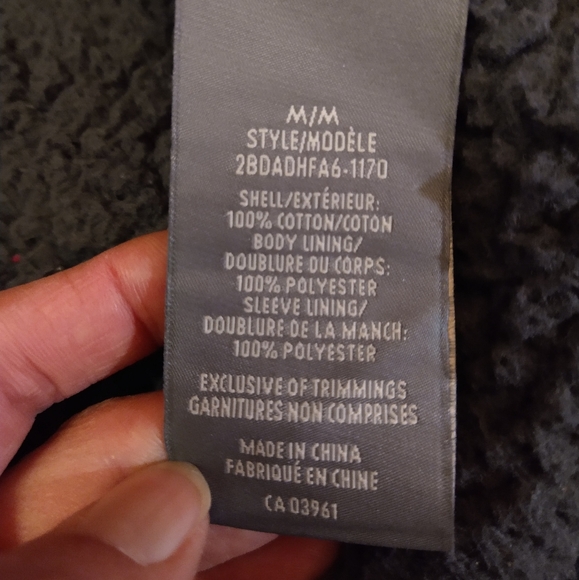 M/M
STYLE/MODÈLE
2BDADHFA6-1170
SHELL/EXTÉRIEUR:
100% COTTON/COTON
BODY LINING/
DOUBLURE DU CORPS:
100% POLYESTER
SLEEVE LINING/
DOUBLURE DE LA MANCH:
100% POLYESTER
EXCLUSIVE OF TRIMMINGS
GARNITURES NON COMPRISES
MADE IN CHINA
FABRIQUÉ EN CHINE
CA 03961